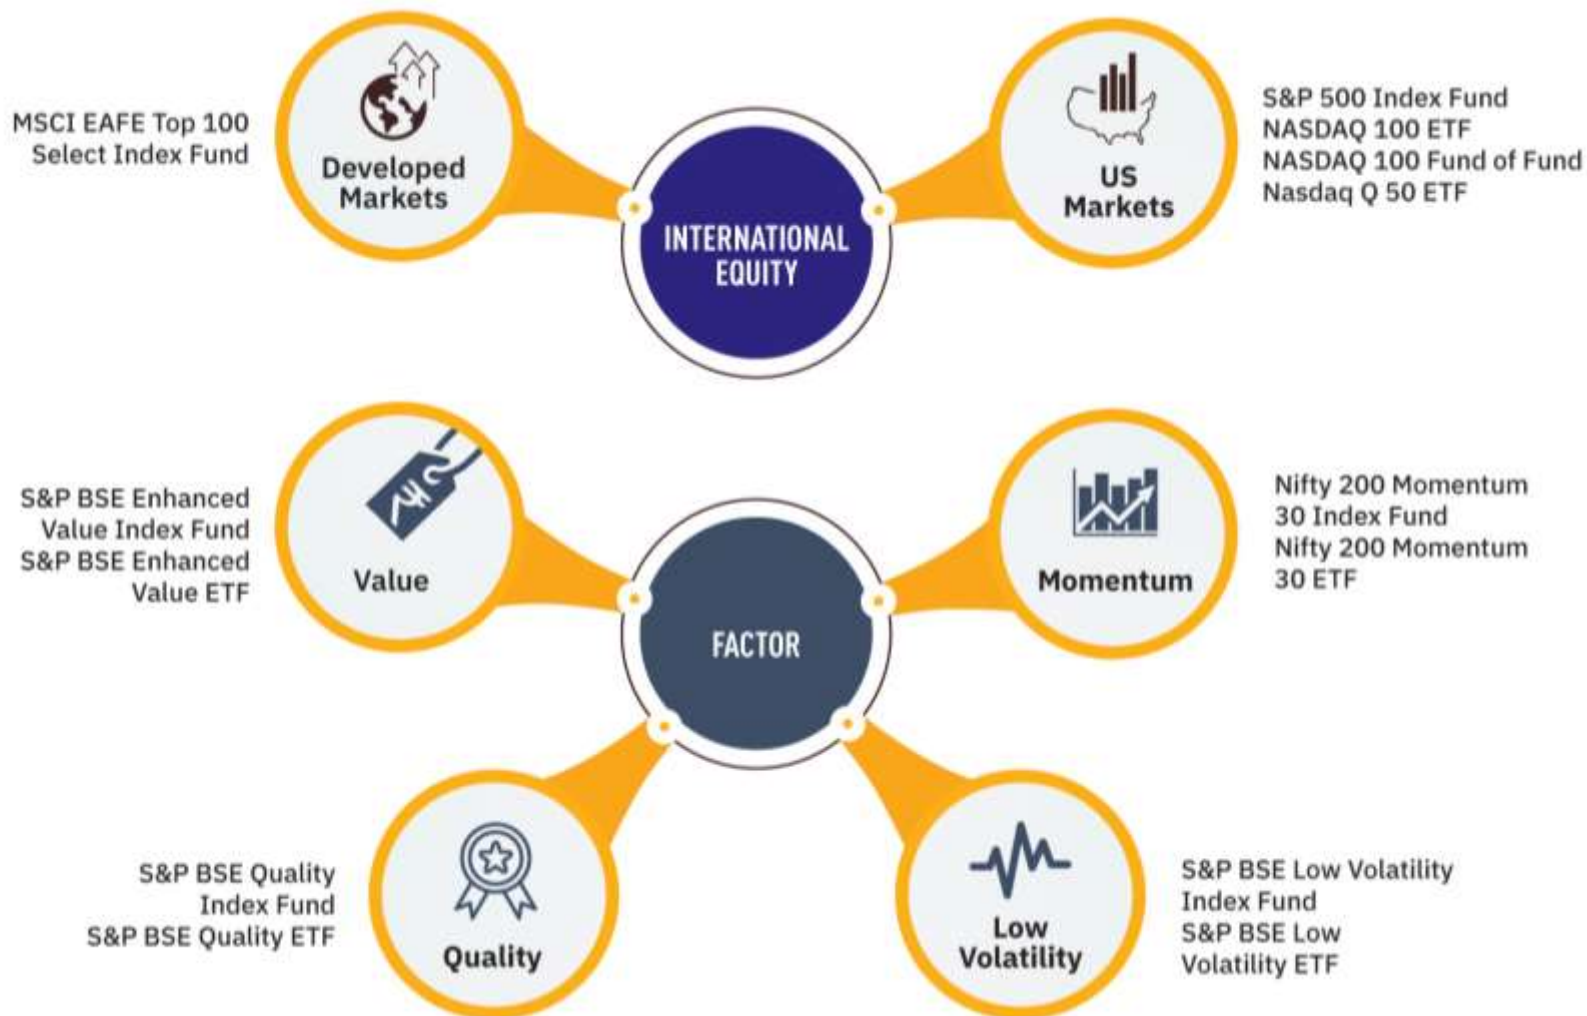 MSCI EAFE Top 100
Select Index Fund
Developed
Markets
INTERNATIONAL
EQUITY
US
Markets
S&P 500 Index Fund
NASDAQ 100 ETF
NASDAQ 100 Fund of Fund
Nasdaq Q 50 ETF
S&P BSE Enhanced
Value Index Fund
S&P BSE Enhanced
Value ETF
Value
FACTOR
Momentum
Nifty 200 Momentum
30 Index Fund
Nifty 200 Momentum
30 ETF
S&P BSE Quality
Index Fund
S&P BSE Quality ETF
Quality
Low
Volatility
S&P BSE Low Volatility
Index Fund
S&P BSE Low
Volatility ETF